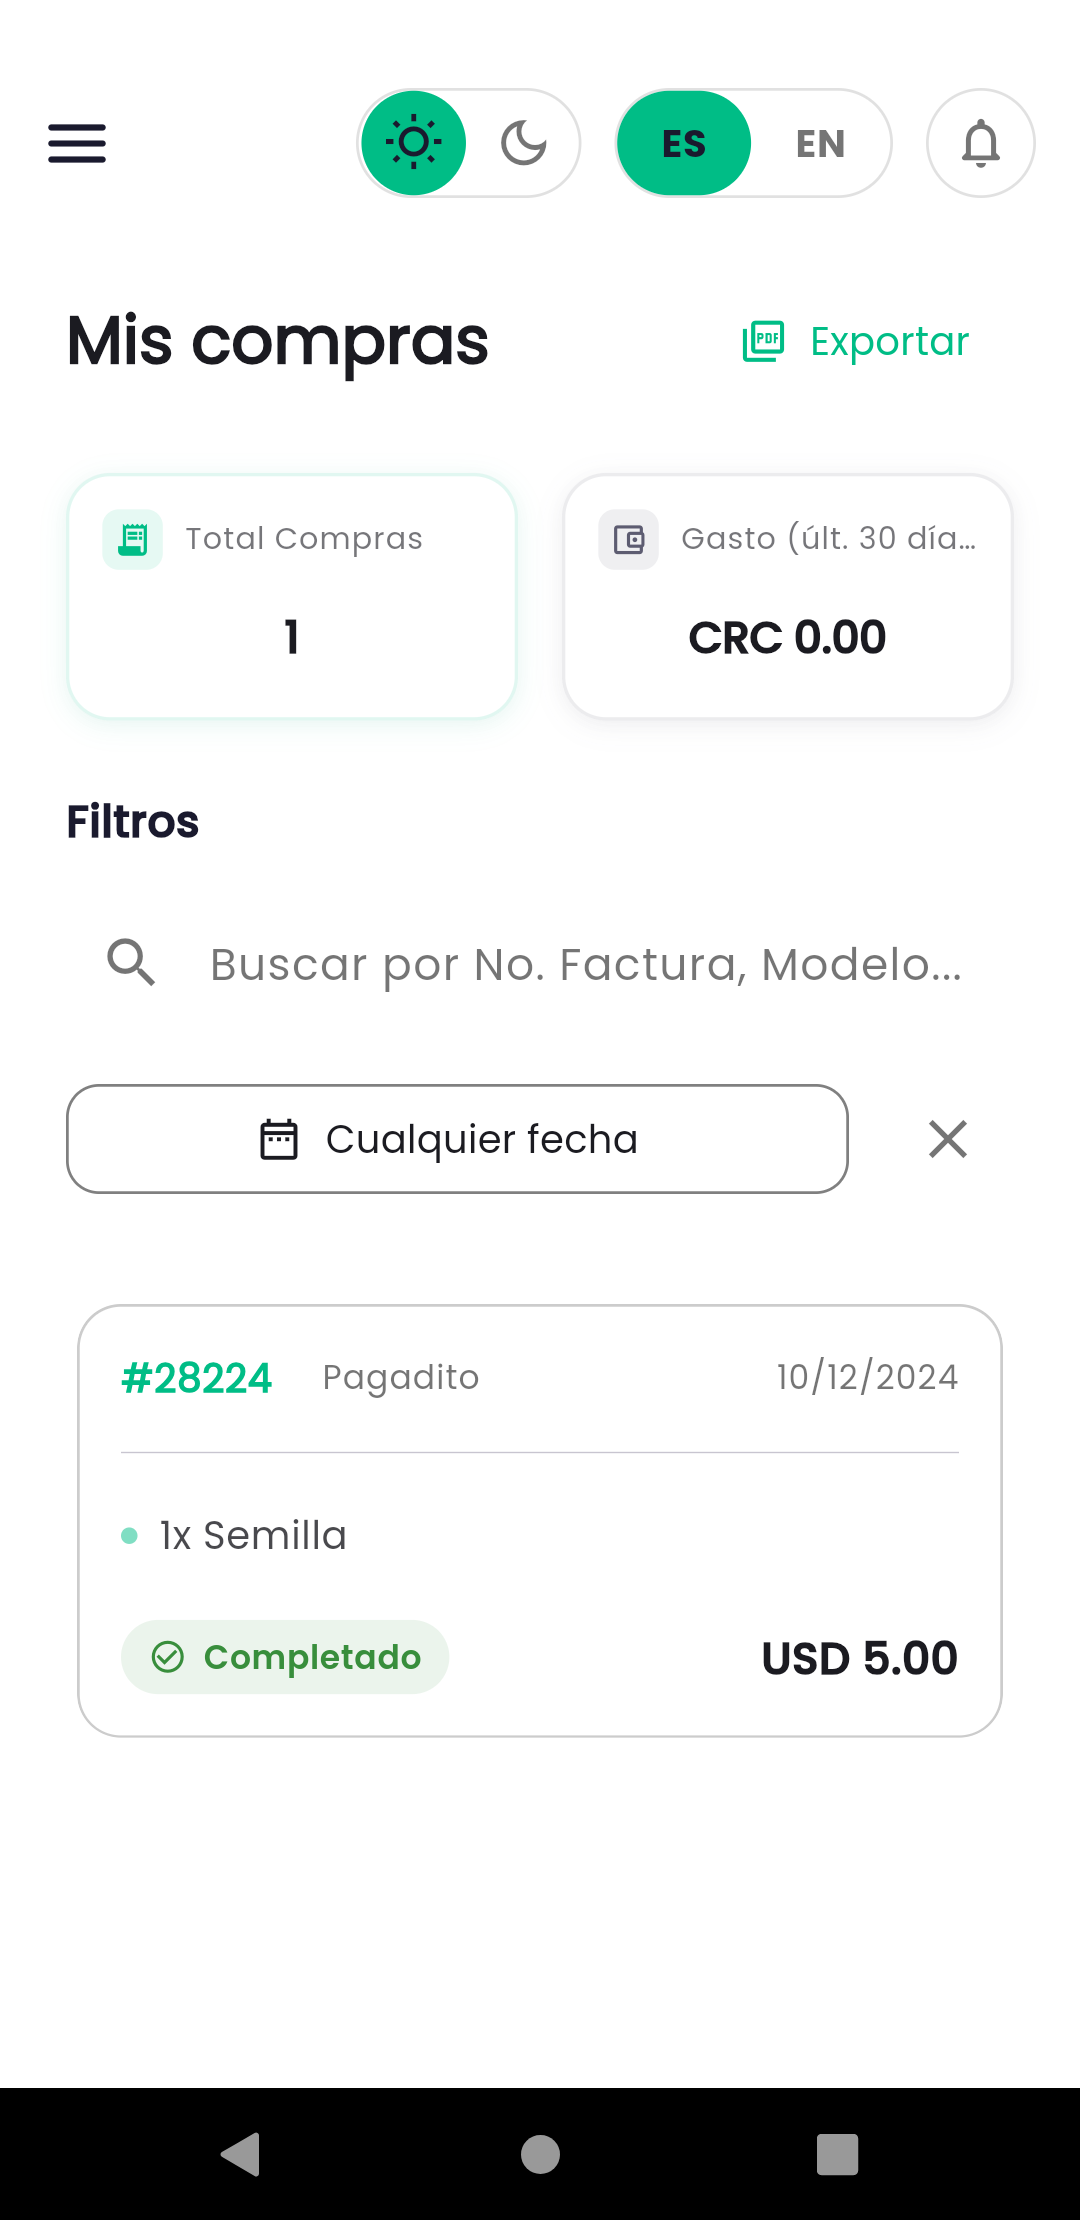 ES EN
Mis compras
PDF Exportar
Total Compras
1
Gasto (últ. 30 día...
CRC 0.00
Filtros
Buscar por No. Factura, Modelo...
Cualquier fecha
#28224 Pagadito 10/12/2024
1x Semilla
Completado USD 5.00